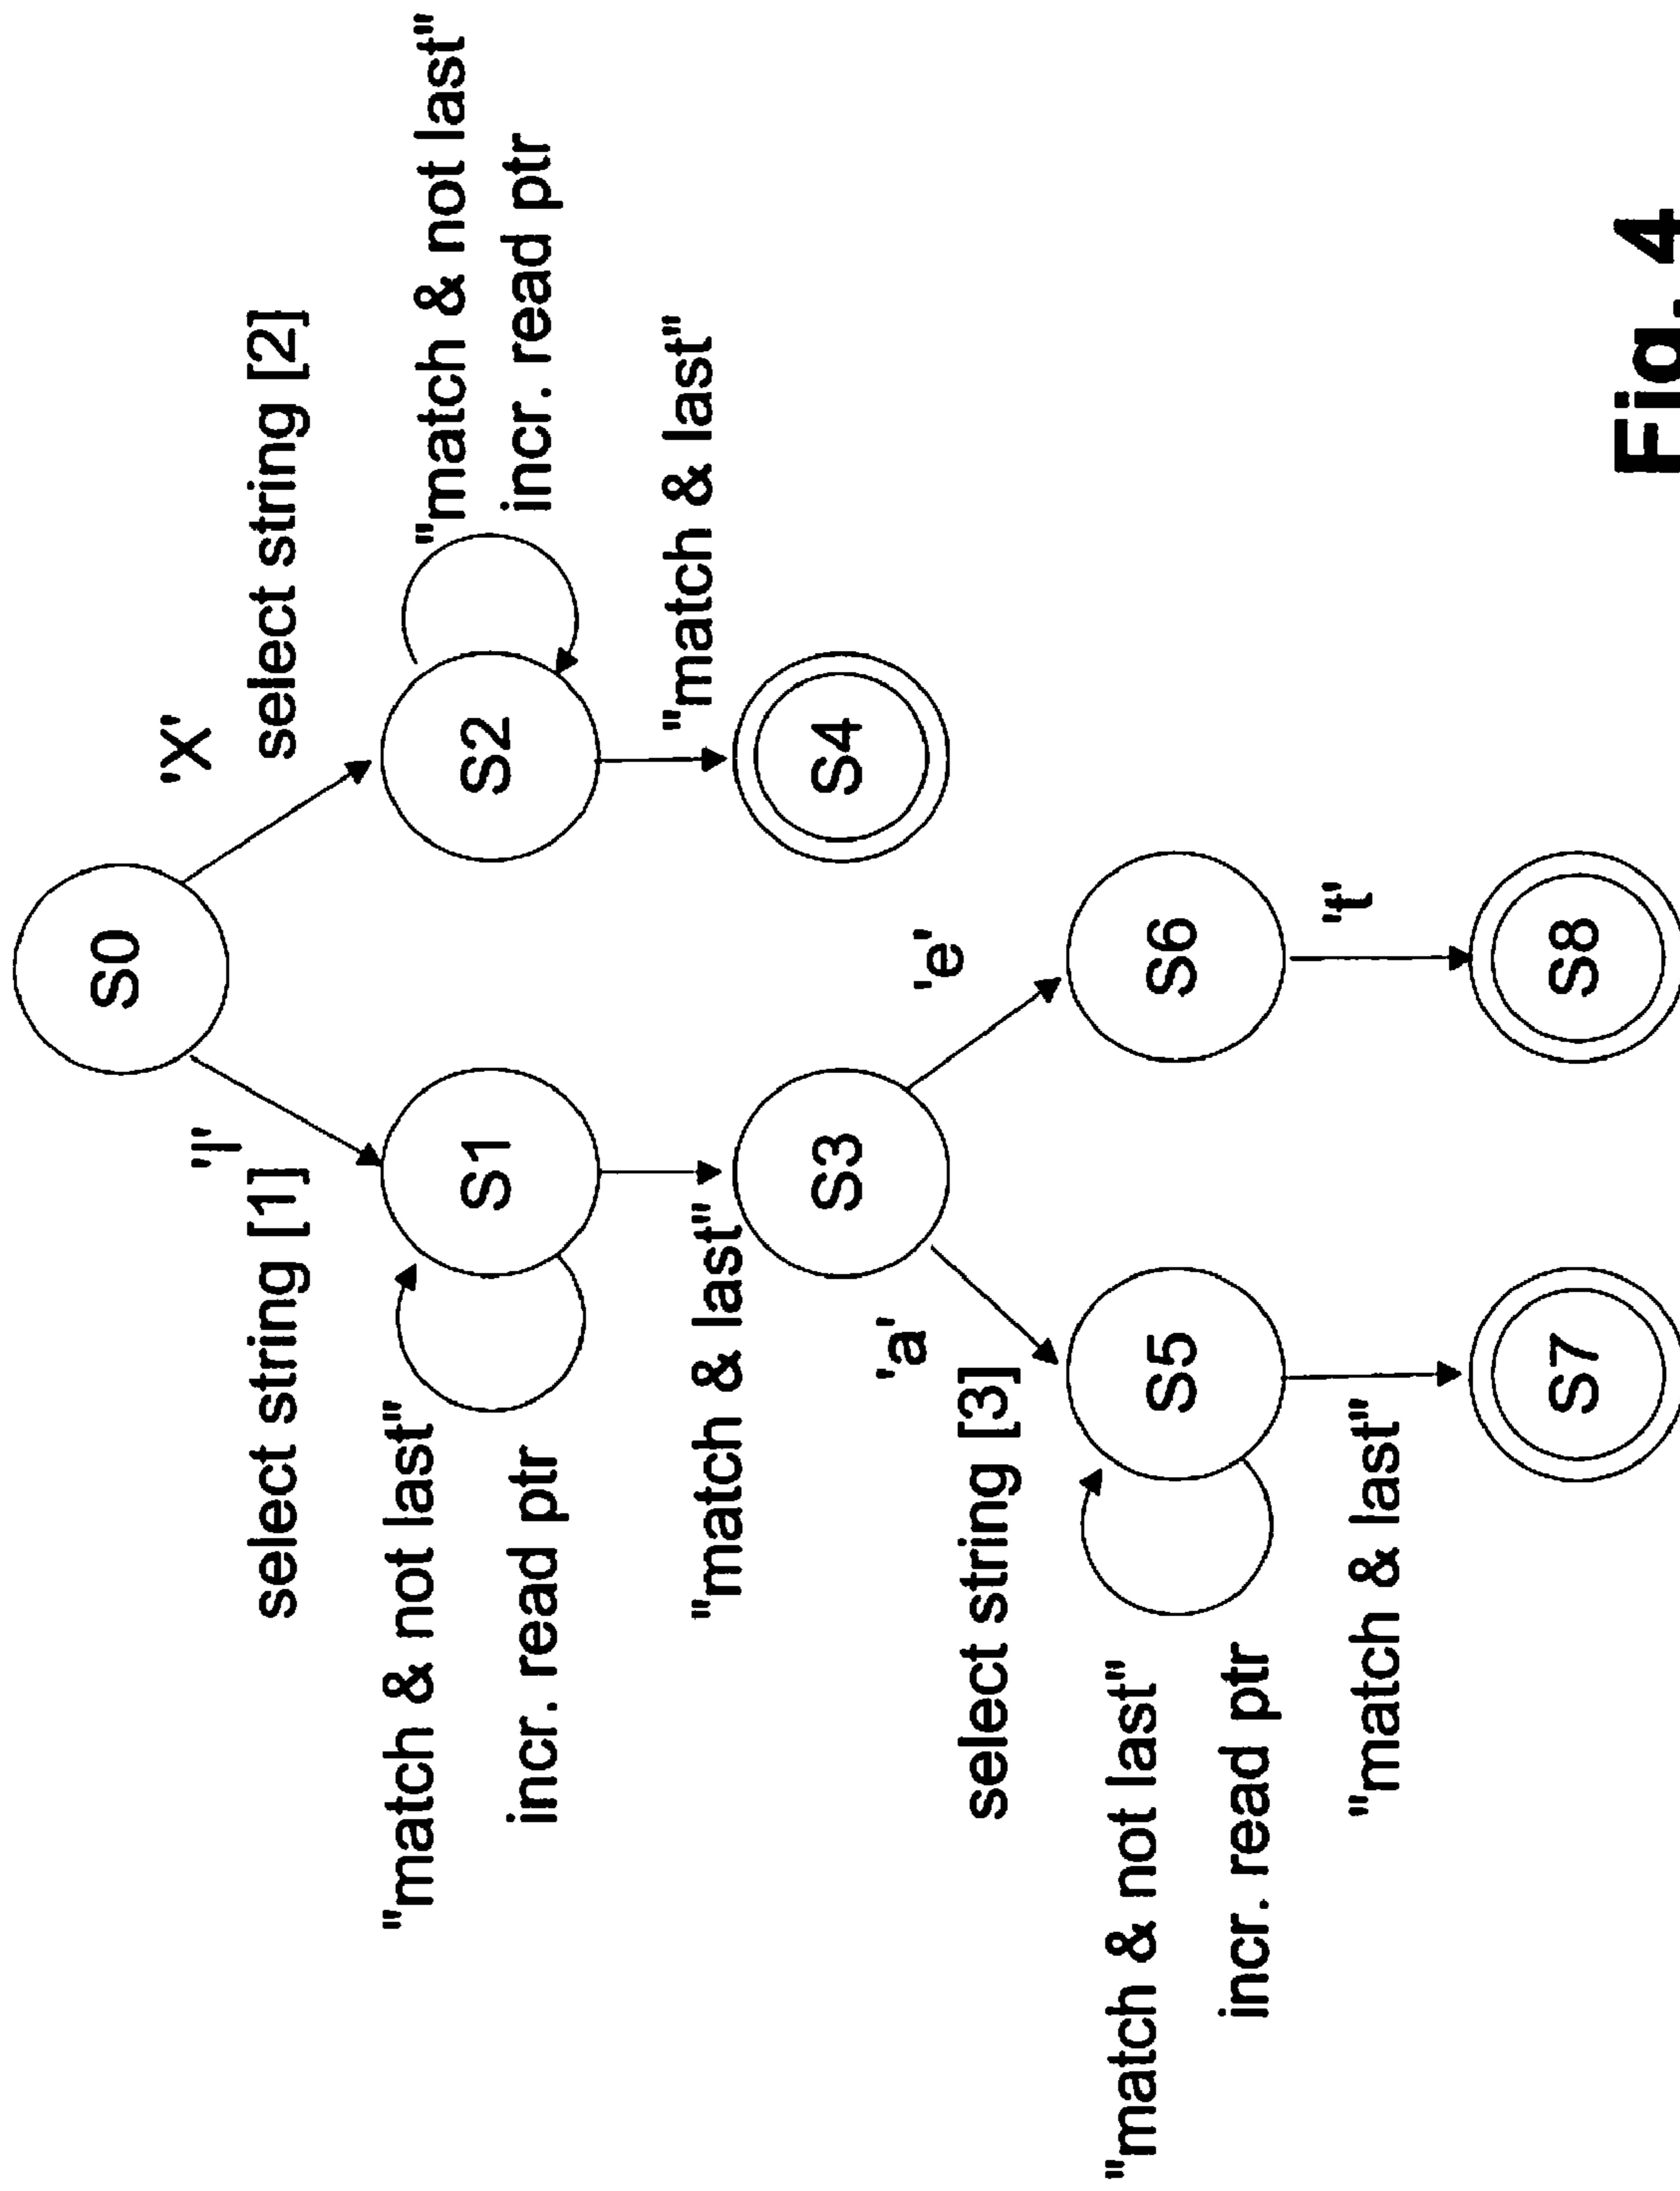 S0
'I'
'X'
select string [1]
select string [2]
"match & not last"
S1
S2
"match & not last"
incr. read ptr
incr. read ptr
"match & last"
"match & last"
S3
S4
'a'
'e'
select string [3]
"match & not last"
S5
S6
incr. read ptr
"match & last"
't'
S7
S8
Fig. 4